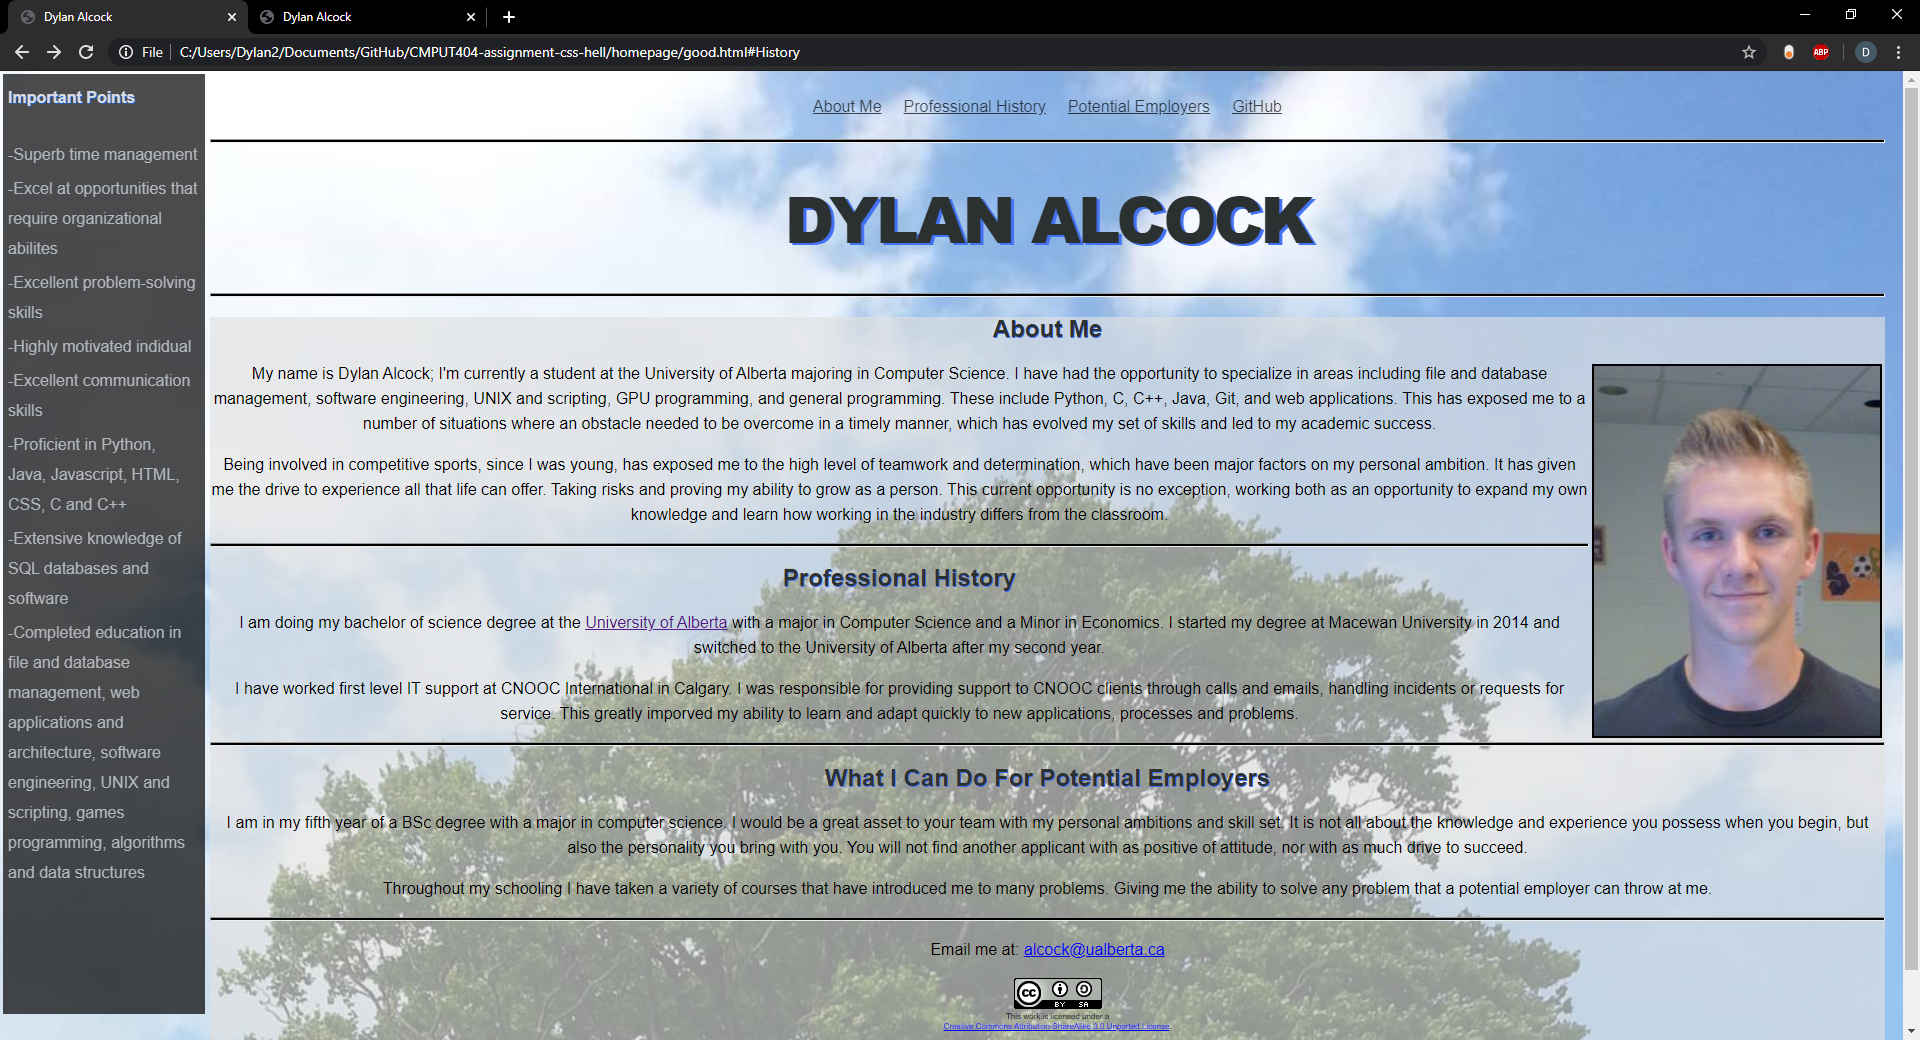 Dylan Alcock
Dylan Alcock
File
C:/Users/Dylan2/Documents/GitHub/CMPUT404-assignment-css-hell/homepage/good.html#History
ABP
D
Important Points
-Superb time management
-Excel at opportunities that
require organizational
abilites
-Excellent problem-solving
skills
-Highly motivated indidual
-Excellent communication
skills
-Proficient in Python,
Java, Javascript, HTML,
CSS, C and C++
-Extensive knowledge of
SQL databases and
software
-Completed education in
file and database
management, web
applications and
architecture, software
engineering, UNIX and
scripting, games
programming, algorithms
and data structures
About Me Professional History Potential Employers GitHub
DYLAN ALCOCK
About Me
My name is Dylan Alcock; I'm currently a student at the University of Alberta majoring in Computer Science. I have had the opportunity to specialize in areas including file and database
management, software engineering, UNIX and scripting, GPU programming, and general programming. These include Python, C, C++, Java, Git, and web applications. This has exposed me to a
number of situations where an obstacle needed to be overcome in a timely manner, which has evolved my set of skills and led to my academic success.
Being involved in competitive sports, since I was young, has exposed me to the high level of teamwork and determination, which have been major factors on my personal ambition. It has given
me the drive to experience all that life can offer. Taking risks and proving my ability to grow as a person. This current opportunity is no exception, working both as an opportunity to expand my own
knowledge and learn how working in the industry differs from the classroom.
Professional History
I am doing my bachelor of science degree at the University of Alberta with a major in Computer Science and a Minor in Economics. I started my degree at Macewan University in 2014 and
switched to the University of Alberta after my second year.
I have worked first level IT support at CNOOC International in Calgary. I was responsible for providing support to CNOOC clients through calls and emails, handling incidents or requests for
service. This greatly imporved my ability to learn and adapt quickly to new applications, processes and problems.
What I Can Do For Potential Employers
I am in my fifth year of a BSc degree with a major in computer science. I would be a great asset to your team with my personal ambitions and skill set. It is not all about the knowledge and experience you possess when you begin, but
also the personality you bring with you. You will not find another applicant with as positive of attitude, nor with as much drive to succeed.
Throughout my schooling I have taken a variety of courses that have introduced me to many problems. Giving me the ability to solve any problem that a potential employer can throw at me.
Email me at: alcock@ualberta.ca
cc BY SA
This work is licensed under a
Creative Commons Attribution-ShareAlike 3.0 Unported License.